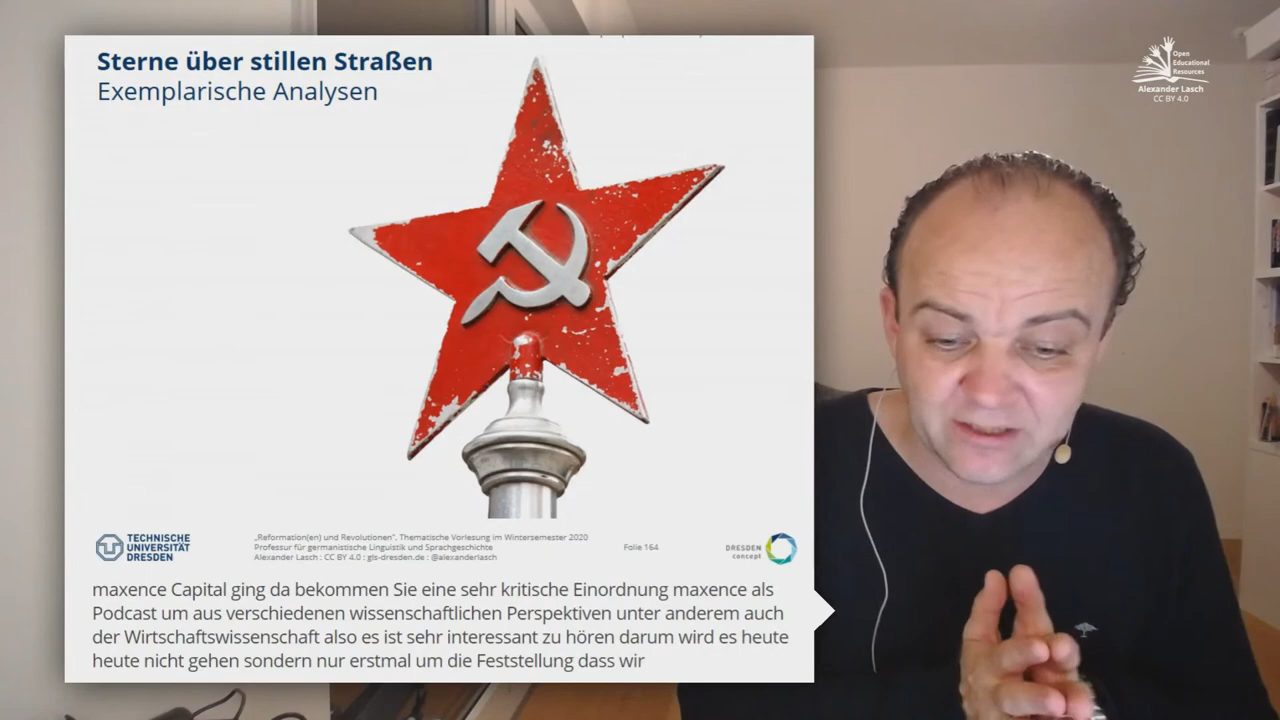 Sterne über stillen Straßen
Exemplarische Analysen
Open
Educational
Resources
Alexander Lasch
CC BY 4.0
TECHNISCHE
UNIVERSITÄT
DRESDEN
„Reformation(en) und Revolutionen". Thematische Vorlesung im Wintersemester 2020
Professur für germanistische Linguistik und Sprachgeschichte
Alexander Lasch : CC BY 4.0 : gls-dresden.de : @alexanderlasch
Folie 164
DRESDEN
concept
maxence Capital ging da bekommen Sie eine sehr kritische Einordnung maxence als
Podcast um aus verschiedenen wissenschaftlichen Perspektiven unter anderem auch
der Wirtschaftswissenschaft also es ist sehr interessant zu hören darum wird es heute
heute nicht gehen sondern nur erstmal um die Feststellung dass wir